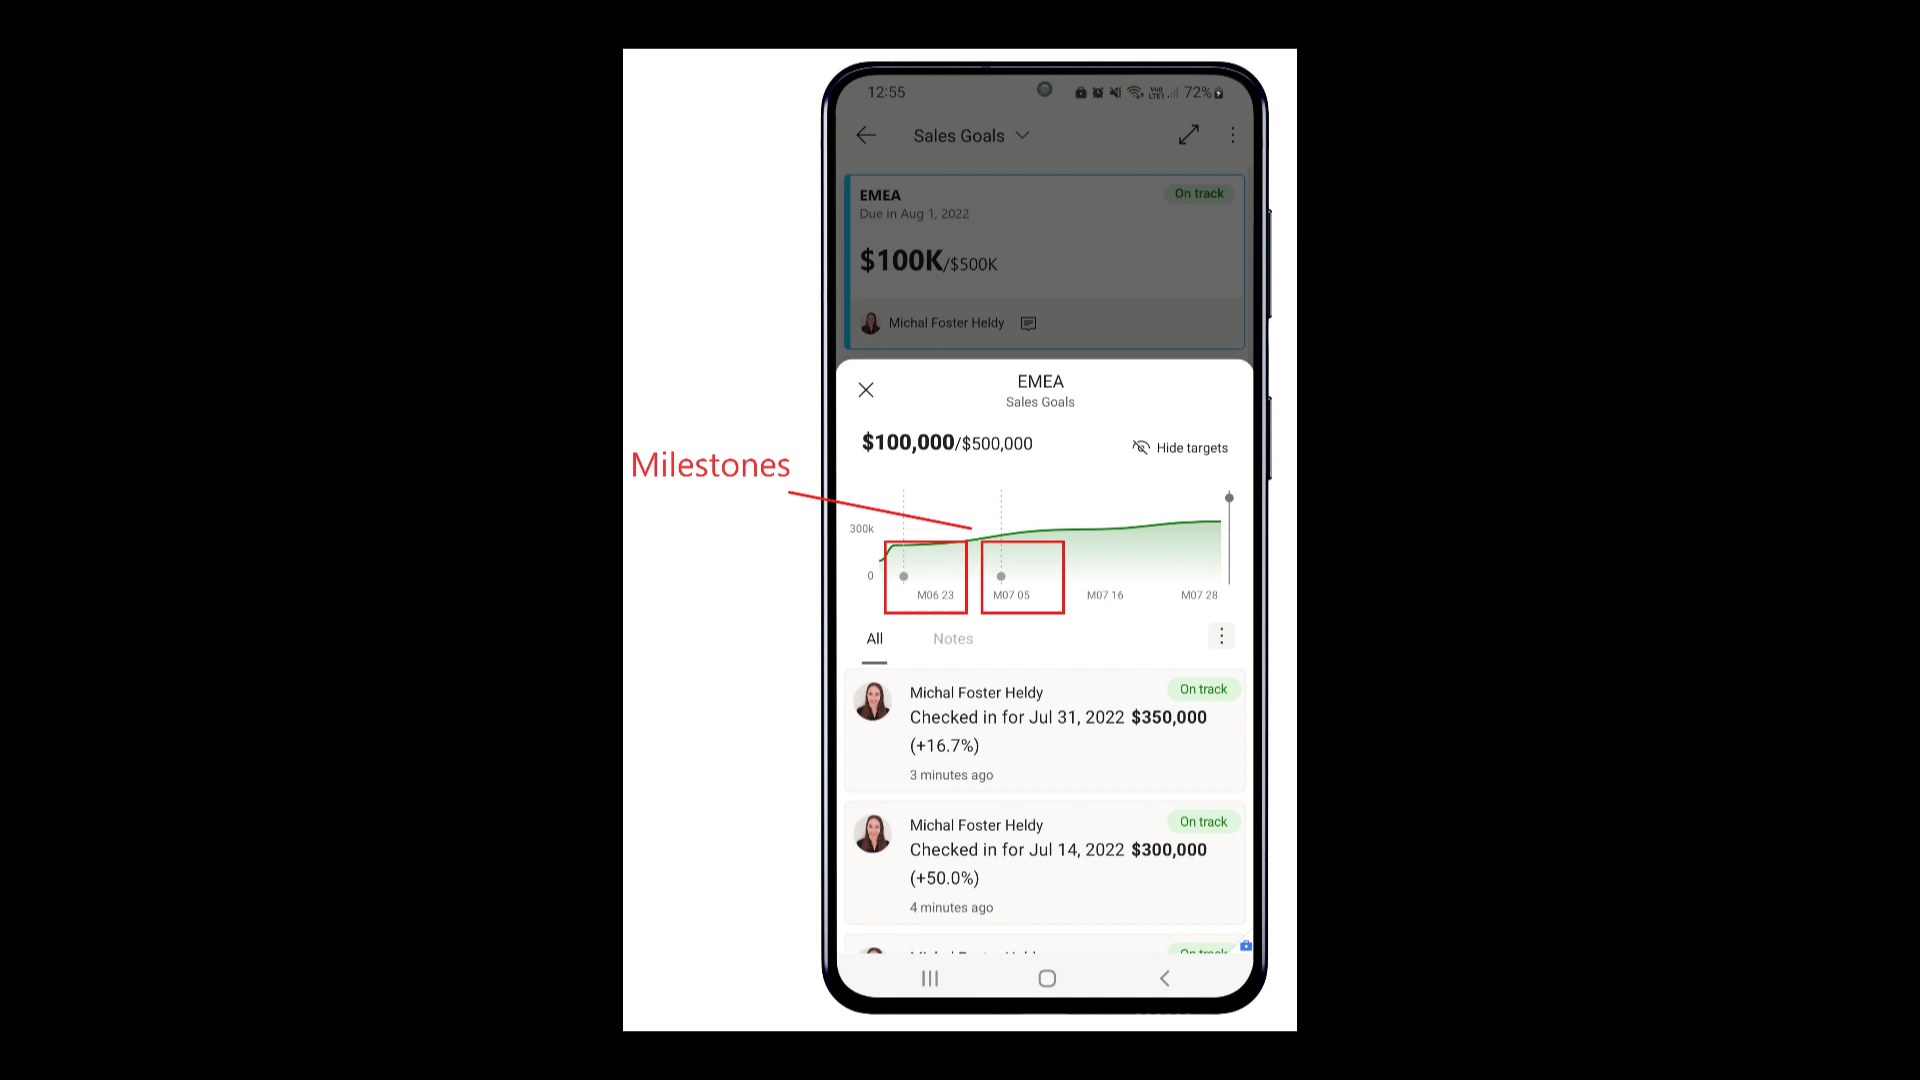 12:55
72%
Sales Goals
EMEA
On track
Due in Aug 1, 2022
$100K/$500K
Michal Foster Heldy
EMEA
Sales Goals
$100,000/$500,000
Hide targets
Milestones
300k
0
M06 23
M07 05
M07 16
M07 28
All
Notes
Michal Foster Heldy
On track
Checked in for Jul 31, 2022 $350,000
(+16.7%)
3 minutes ago
Michal Foster Heldy
On track
Checked in for Jul 14, 2022 $300,000
(+50.0%)
4 minutes ago